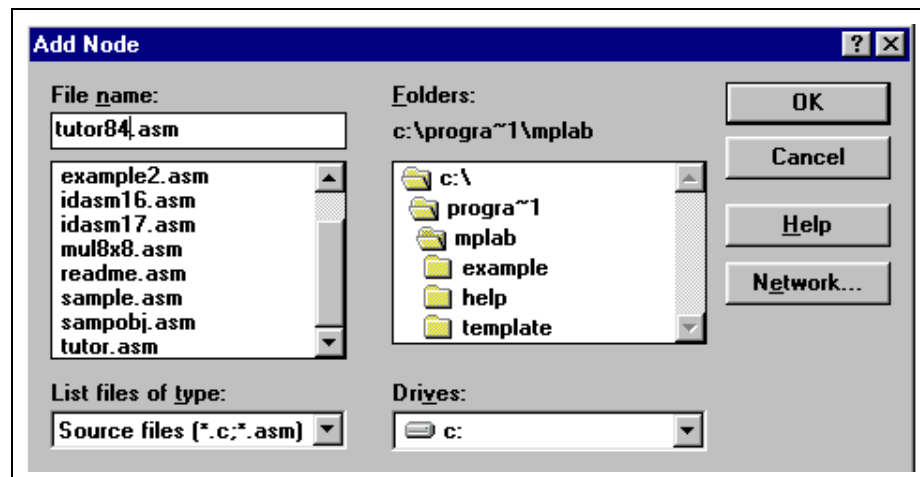 Add Node
File name:
tutor84.asm
example2.asm
idasm16.asm
idasm17.asm
mul8x8.asm
readme.asm
sample.asm
sampobj.asm
tutor.asm
List files of type:
Source files (*.c;*.asm)
Folders:
c:\progra~1\mplab
c:\
progra~1
mplab
example
help
template
Drives:
c:
OK
Cancel
Help
Network...